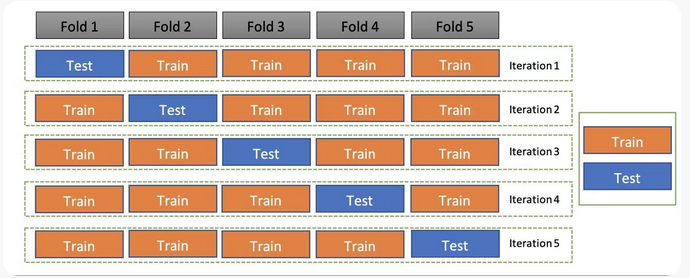 Fold 1 Fold 2 Fold 3 Fold 4 Fold 5
Test Train Train Train Train Iteration 1
Train Test Train Train Train Iteration 2
Train Train Test Train Train Iteration 3
Train Train Train Test Train Iteration 4
Train Train Train Train Test Iteration 5
Train
Test